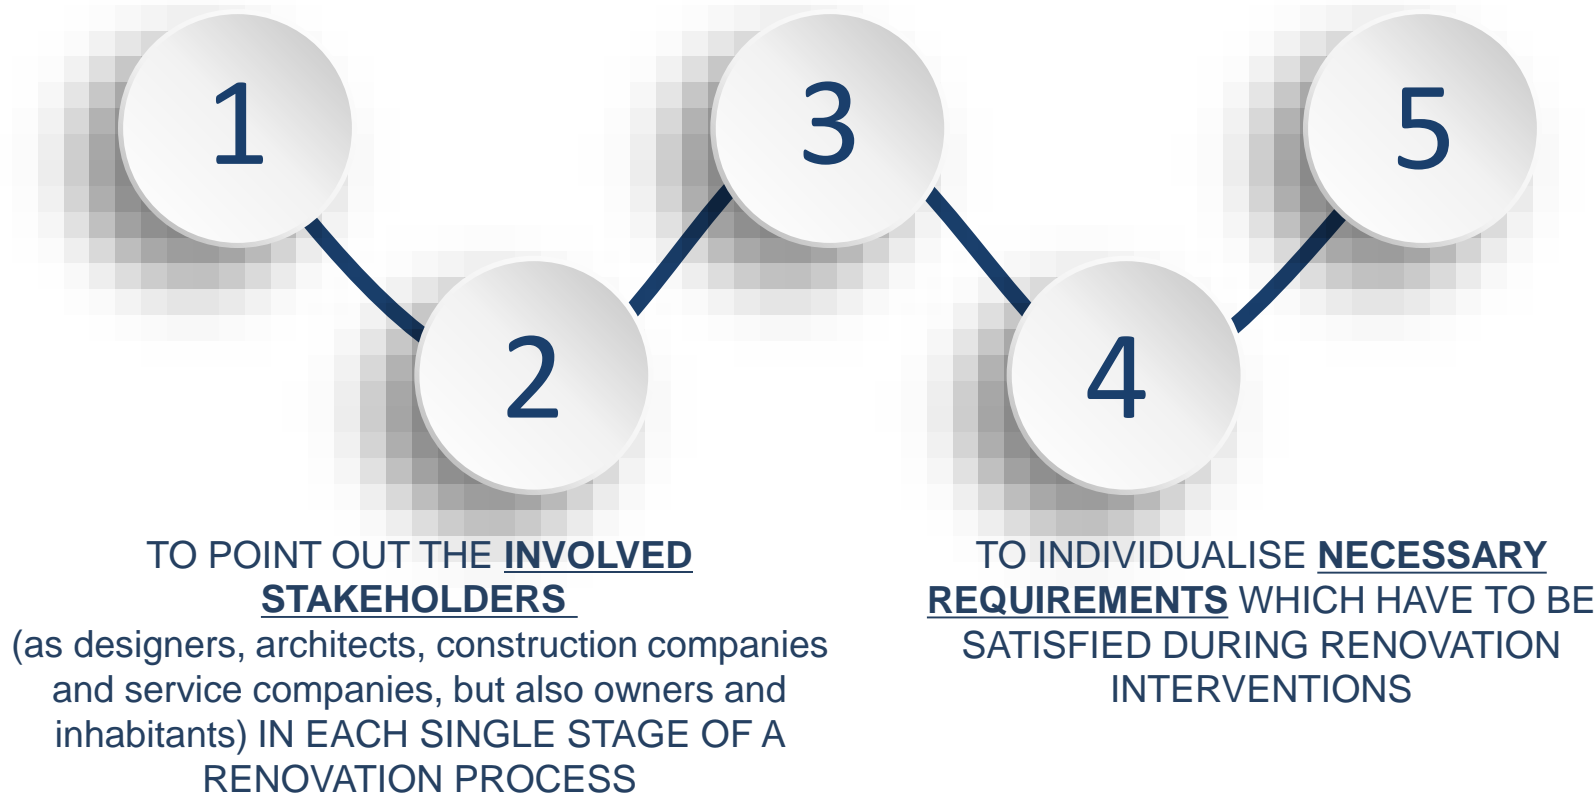 1
3
5
2
4
TO POINT OUT THE INVOLVED
STAKEHOLDERS
(as designers, architects, construction companies
and service companies, but also owners and
inhabitants) IN EACH SINGLE STAGE OF A
RENOVATION PROCESS
TO INDIVIDUALISE NECESSARY
REQUIREMENTS WHICH HAVE TO BE
SATISFIED DURING RENOVATION
INTERVENTIONS